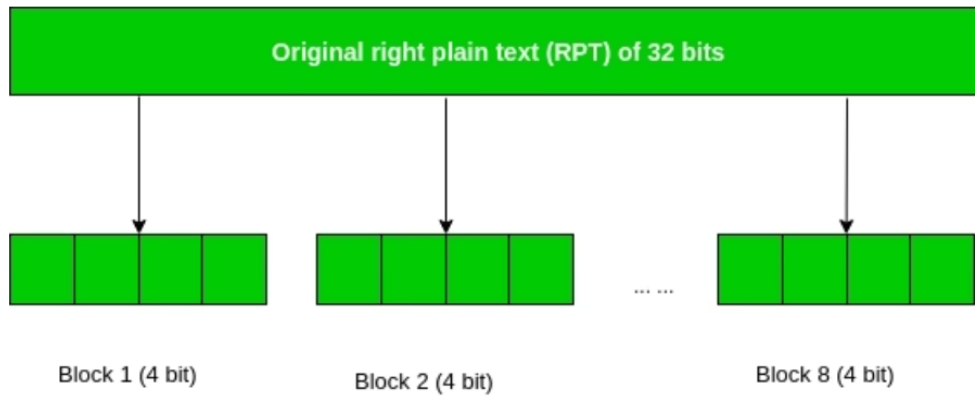 Original right plain text (RPT) of 32 bits
... ...
Block 1 (4 bit)
Block 2 (4 bit)
Block 8 (4 bit)